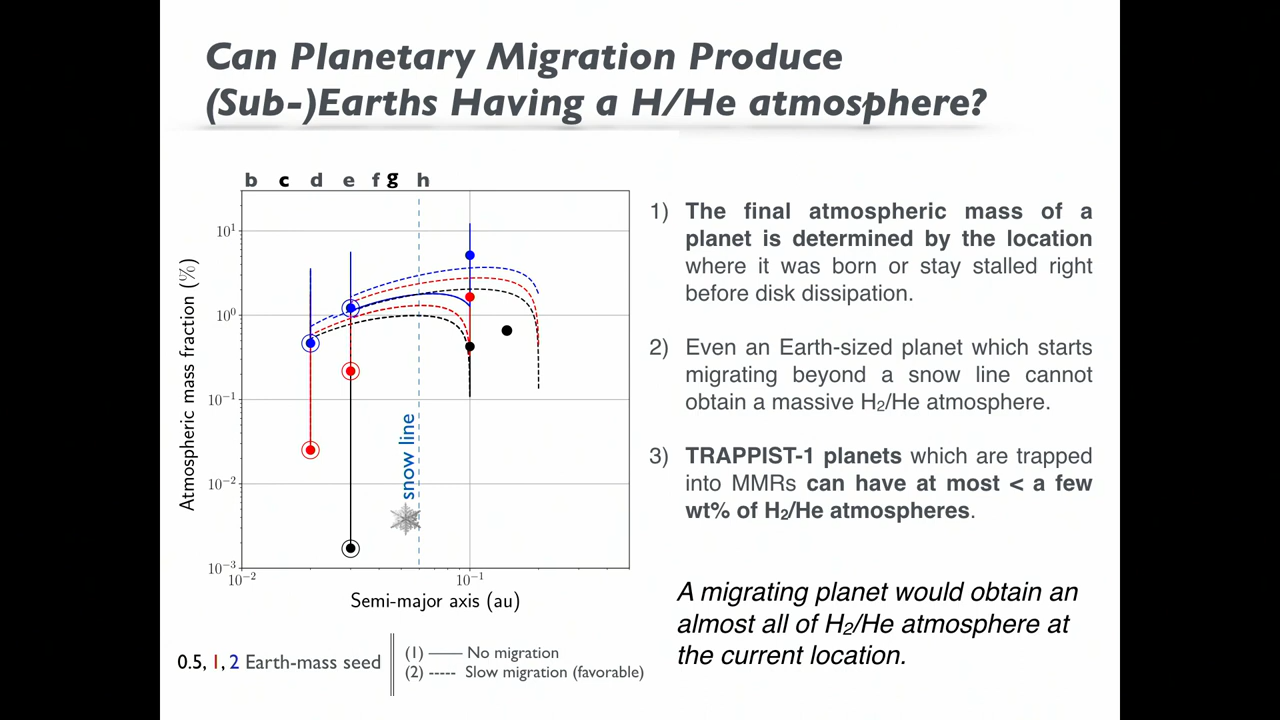 Can Planetary Migration Produce
(Sub-)Earths Having a H/He atmosphere?
b c d e f g h
10¹
10⁰
10⁻¹
10⁻²
10⁻³
Atmospheric mass fraction (%)
snow line
10⁻² 10⁻¹
Semi-major axis (au)
0.5, 1, 2 Earth-mass seed
(1) —— No migration
(2) ----- Slow migration (favorable)
1) The final atmospheric mass of a
planet is determined by the location
where it was born or stay stalled right
before disk dissipation.
2) Even an Earth-sized planet which starts
migrating beyond a snow line cannot
obtain a massive H₂/He atmosphere.
3) TRAPPIST-1 planets which are trapped
into MMRs can have at most < a few
wt% of H₂/He atmospheres.
A migrating planet would obtain an
almost all of H₂/He atmosphere at
the current location.